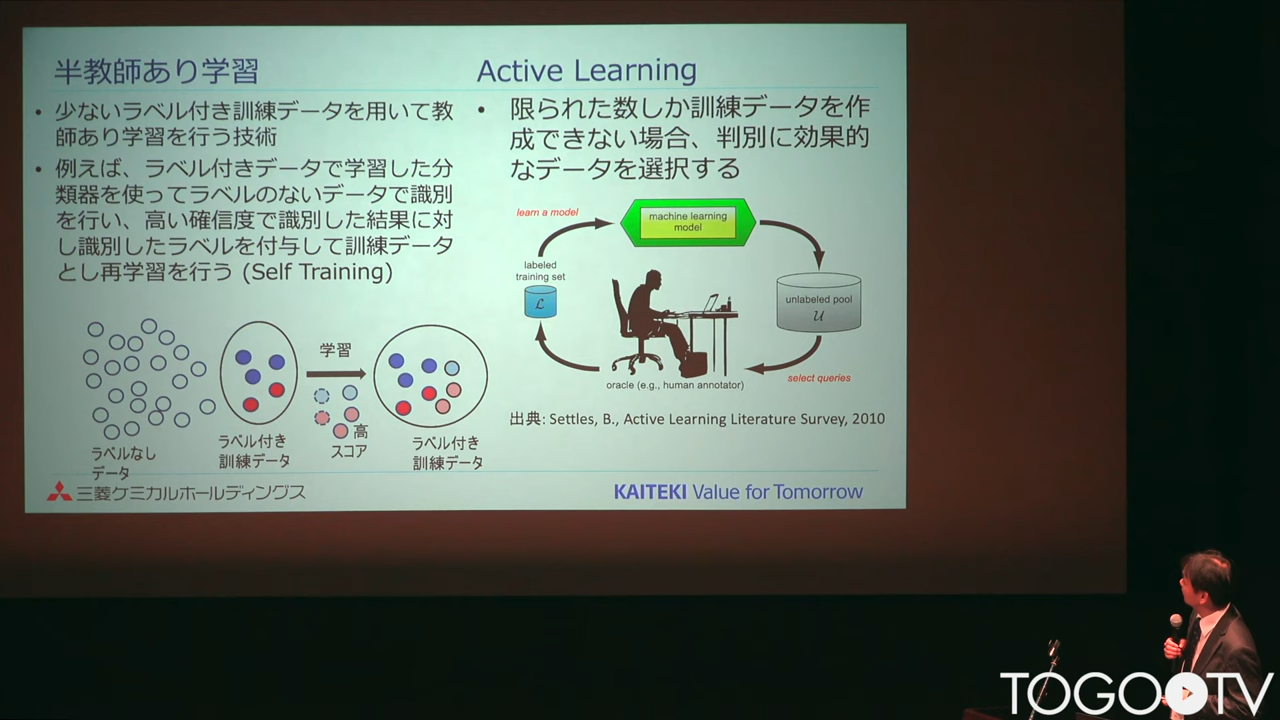 半教師あり学習
• 少ないラベル付き訓練データを用いて教
師あり学習を行う技術
• 例えば、ラベル付きデータで学習した分
類器を使ってラベルのないデータで識別
を行い、高い確信度で識別した結果に対
し識別したラベルを付与して訓練データ
とし再学習を行う (Self Training)
学習
高
スコア
ラベルなし
データ
ラベル付き
訓練データ
ラベル付き
訓練データ
Active Learning
• 限られた数しか訓練データを作
成できない場合、判別に効果的
なデータを選択する
learn a model
machine learning
model
labeled
training set
L
unlabeled pool
U
oracle (e.g., human annotator)
select queries
出典: Settles, B., Active Learning Literature Survey, 2010
三菱ケミカルホールディングス
KAITEKI Value for Tomorrow
TOGOTV